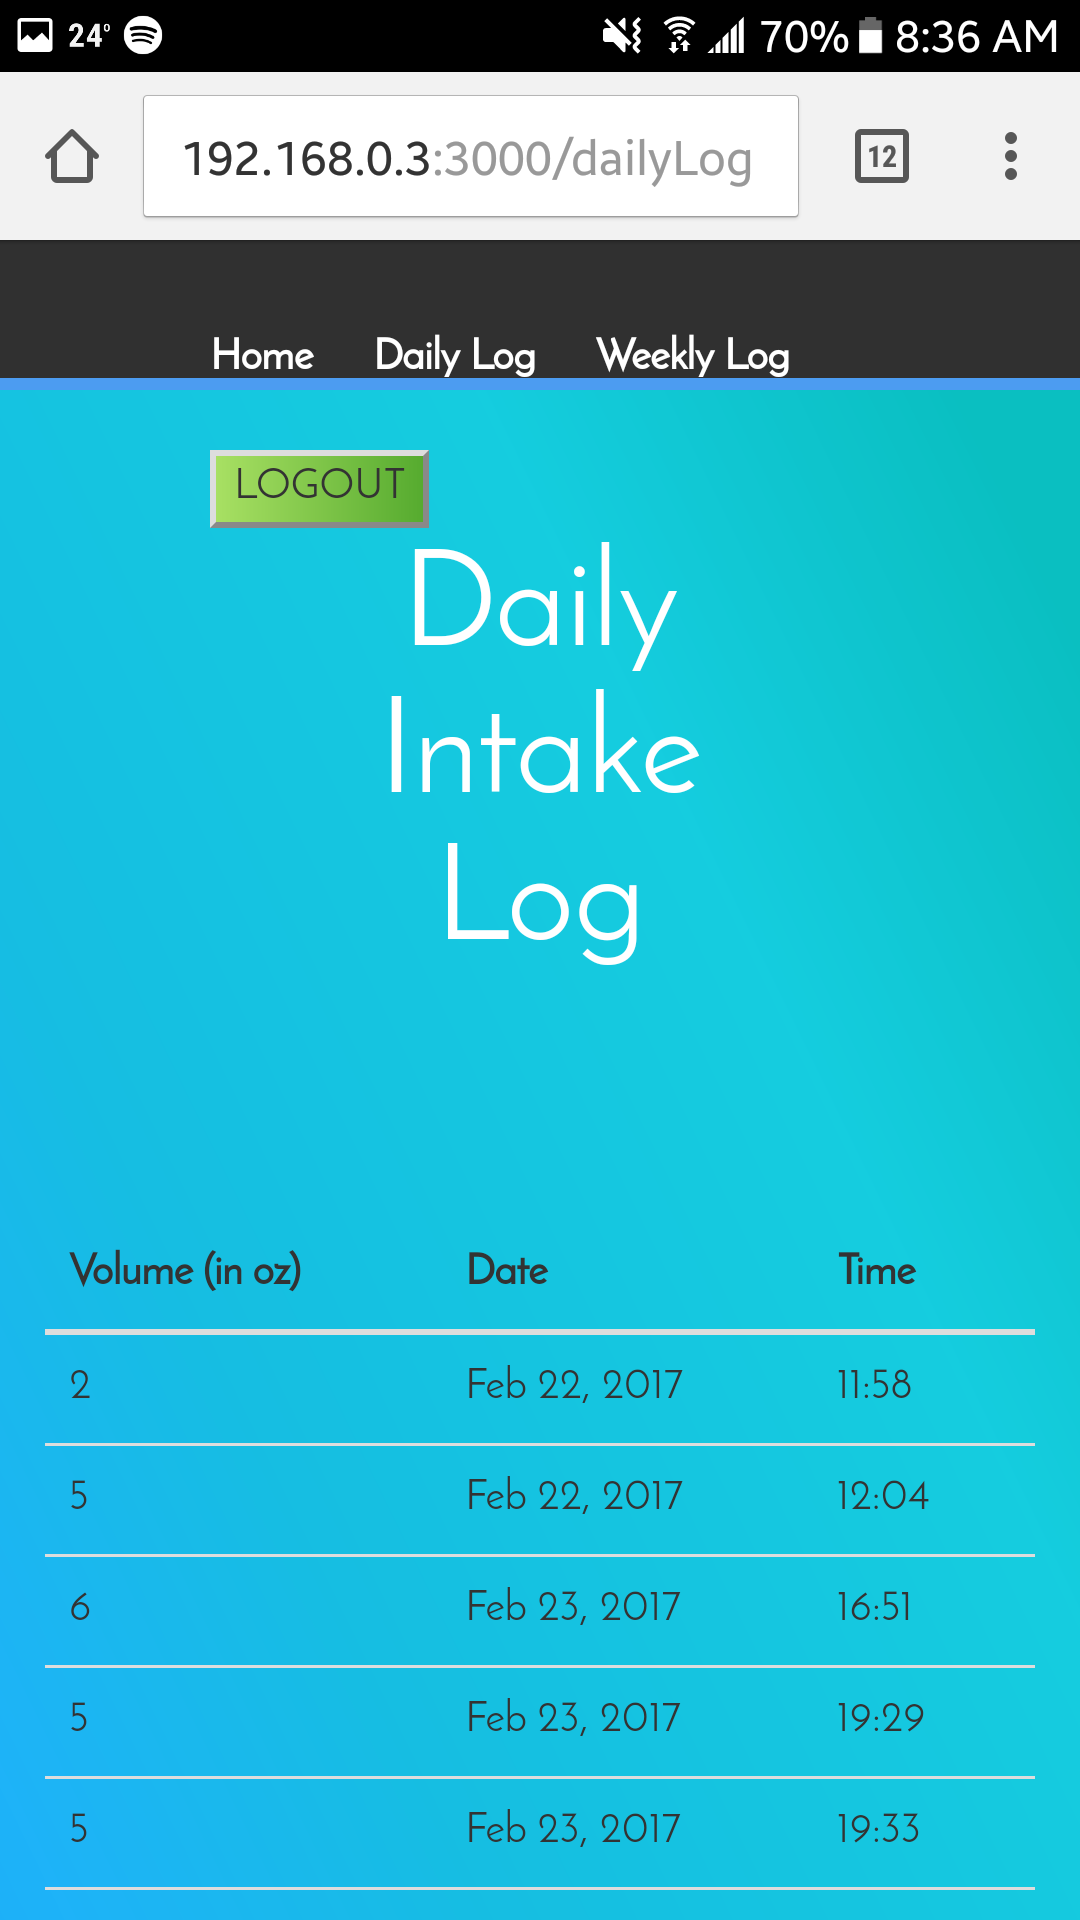 24° 70% 8:36 AM
192.168.0.3:3000/dailyLog 12
Home Daily Log Weekly Log
LOGOUT
Daily
Intake
Log
Volume (in oz) Date Time
2 Feb 22, 2017 11:58
5 Feb 22, 2017 12:04
6 Feb 23, 2017 16:51
5 Feb 23, 2017 19:29
5 Feb 23, 2017 19:33